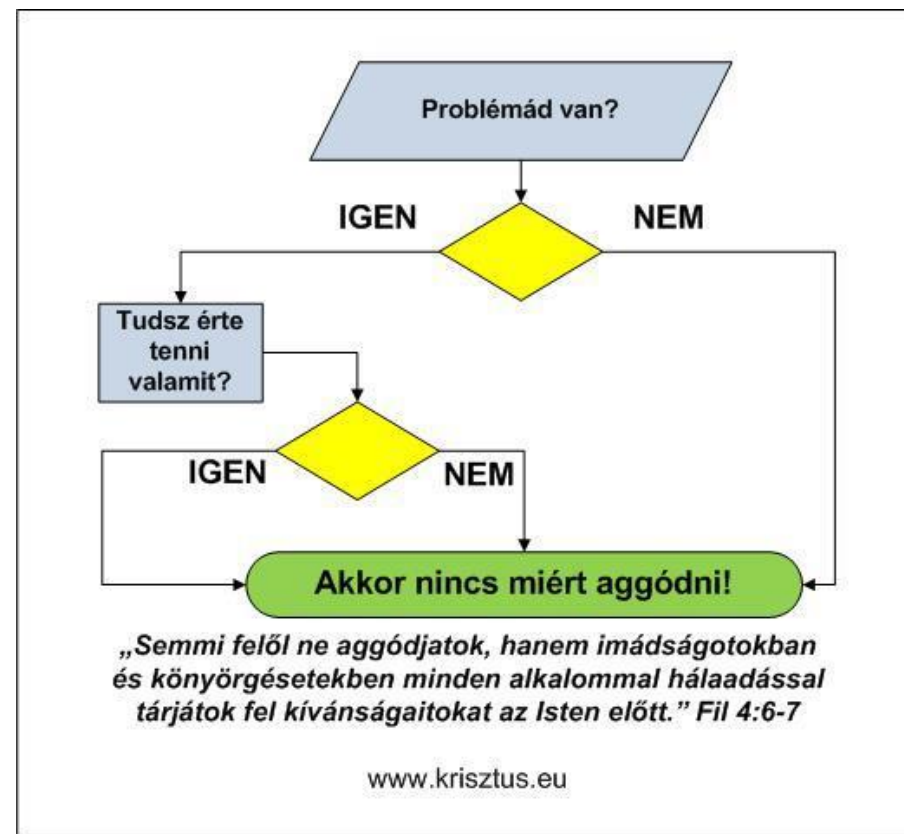 Problémád van?
IGEN
NEM
Tudsz érte
tenni
valamit?
IGEN
NEM
Akkor nincs miért aggódni!
„Semmi felől ne aggódjatok, hanem imádságotokban
és könyörgésetekben minden alkalommal hálaadással
tárjátok fel kívánságaitokat az Isten előtt.” Fil 4:6-7
www.krisztus.eu